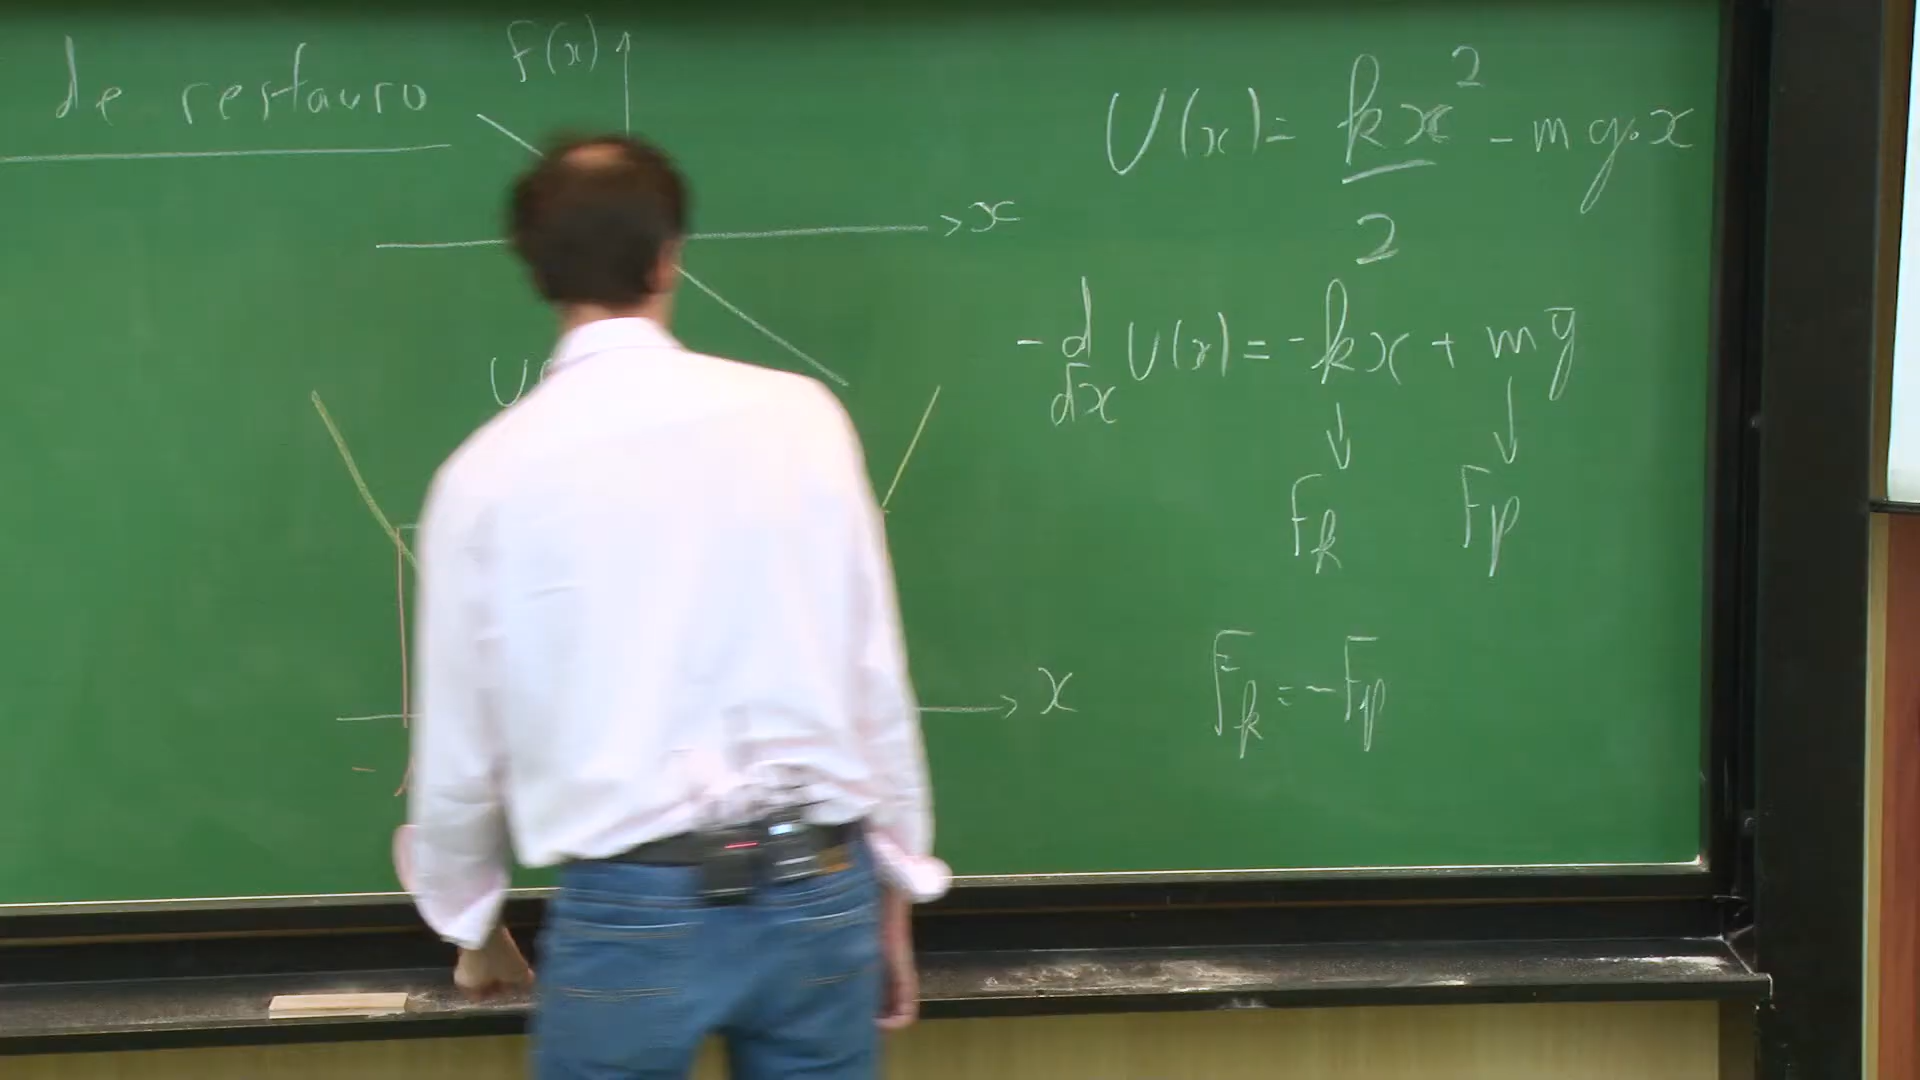 de restauro
F(x)
x
U(x) = kx²/2 - mg·x
-d/dx U(x) = -kx + mg
Fk Fp
x
Fk = -Fp